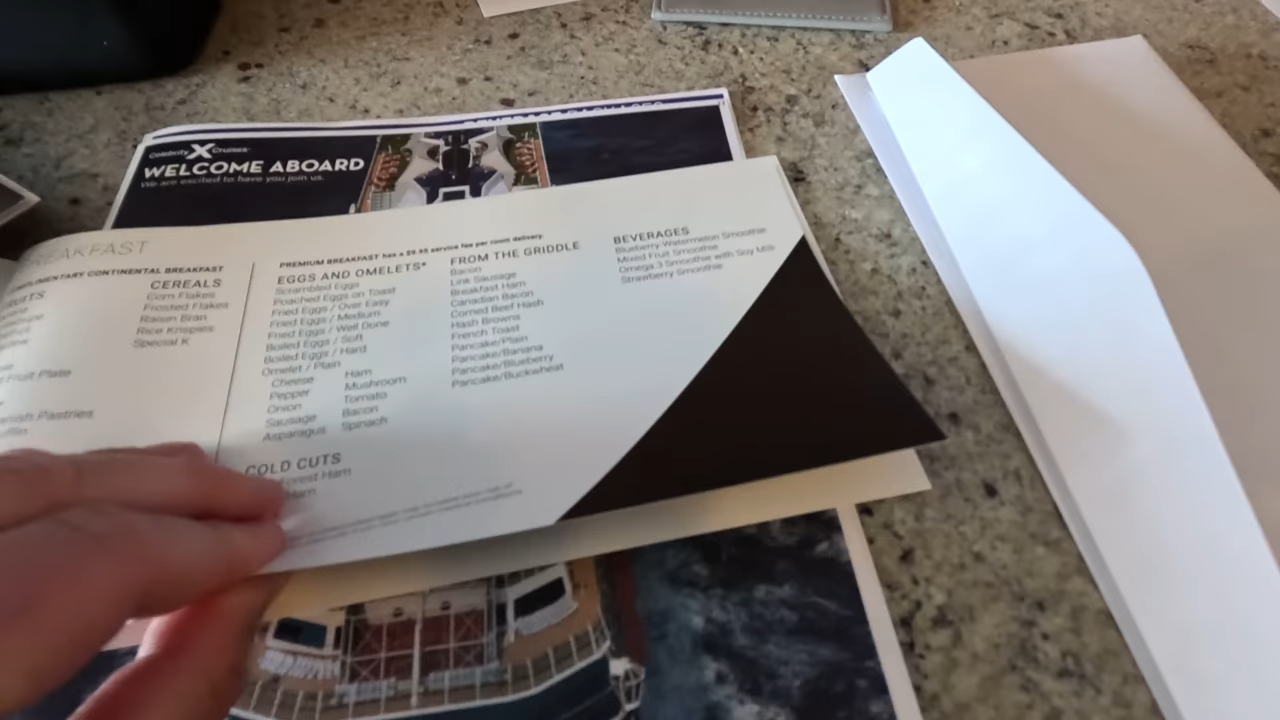 Celebrity X Cruises
WELCOME ABOARD
We are excited to have you join us.
CONTINENTAL BREAKFAST
CEREALS
Corn Flakes
Frosted Flakes
Raisin Bran
Rice Krispies
Special K
Fruit Plate
Pastries
PREMIUM BREAKFAST has a $9.95 service fee per room delivery.
EGGS AND OMELETS*
Scrambled Eggs
Poached Eggs on Toast
Fried Eggs / Over Easy
Fried Eggs / Medium
Fried Eggs / Well Done
Boiled Eggs / Soft
Boiled Eggs / Hard
Omelet / Plain
Cheese Ham
Pepper Mushroom
Onion Tomato
Sausage Bacon
Asparagus Spinach
COLD CUTS
Forest Ham
Ham
FROM THE GRIDDLE
Bacon
Link Sausage
Breakfast Ham
Canadian Bacon
Corned Beef Hash
Hash Browns
French Toast
Pancake/Plain
Pancake/Banana
Pancake/Blueberry
Pancake/Buckwheat
BEVERAGES
Blueberry-Watermelon Smoothie
Mixed Fruit Smoothie
Omega 3 Smoothie with Soy Milk
Strawberry Smoothie